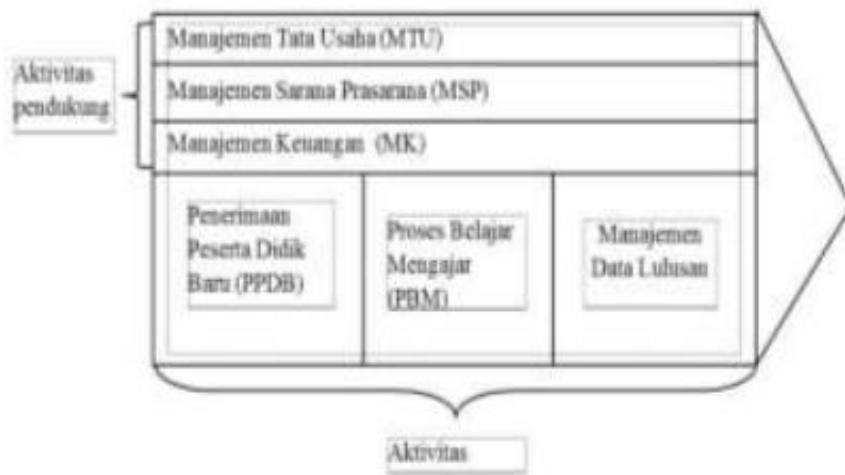 Manajemen Tata Usaha (MTU)
Aktivitas
pendukung
Manajemen Sarana Prasarana (MSP)
Manajemen Keuangan (MK)
Penerimaan
Peserta Didik
Baru (PPDB)
Proses Belajar
Mengajar
(PBM)
Manajemen
Data Lulusan
Aktivitas